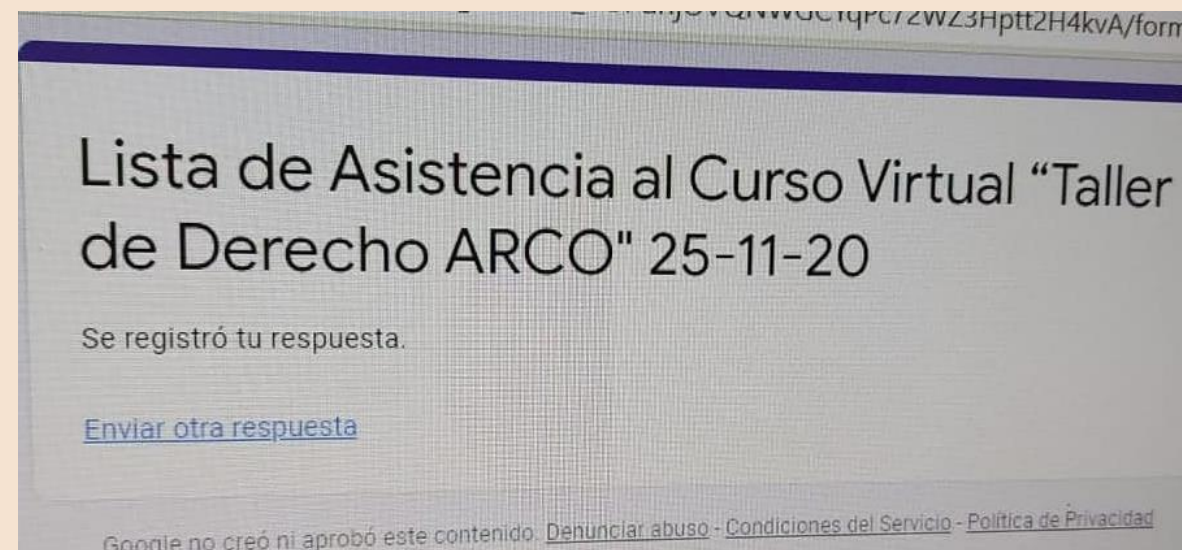 Lista de Asistencia al Curso Virtual “Taller
de Derecho ARCO" 25-11-20
Se registró tu respuesta.
Enviar otra respuesta
Google no creó ni aprobó este contenido. Denunciar abuso - Condiciones del Servicio - Política de Privacidad